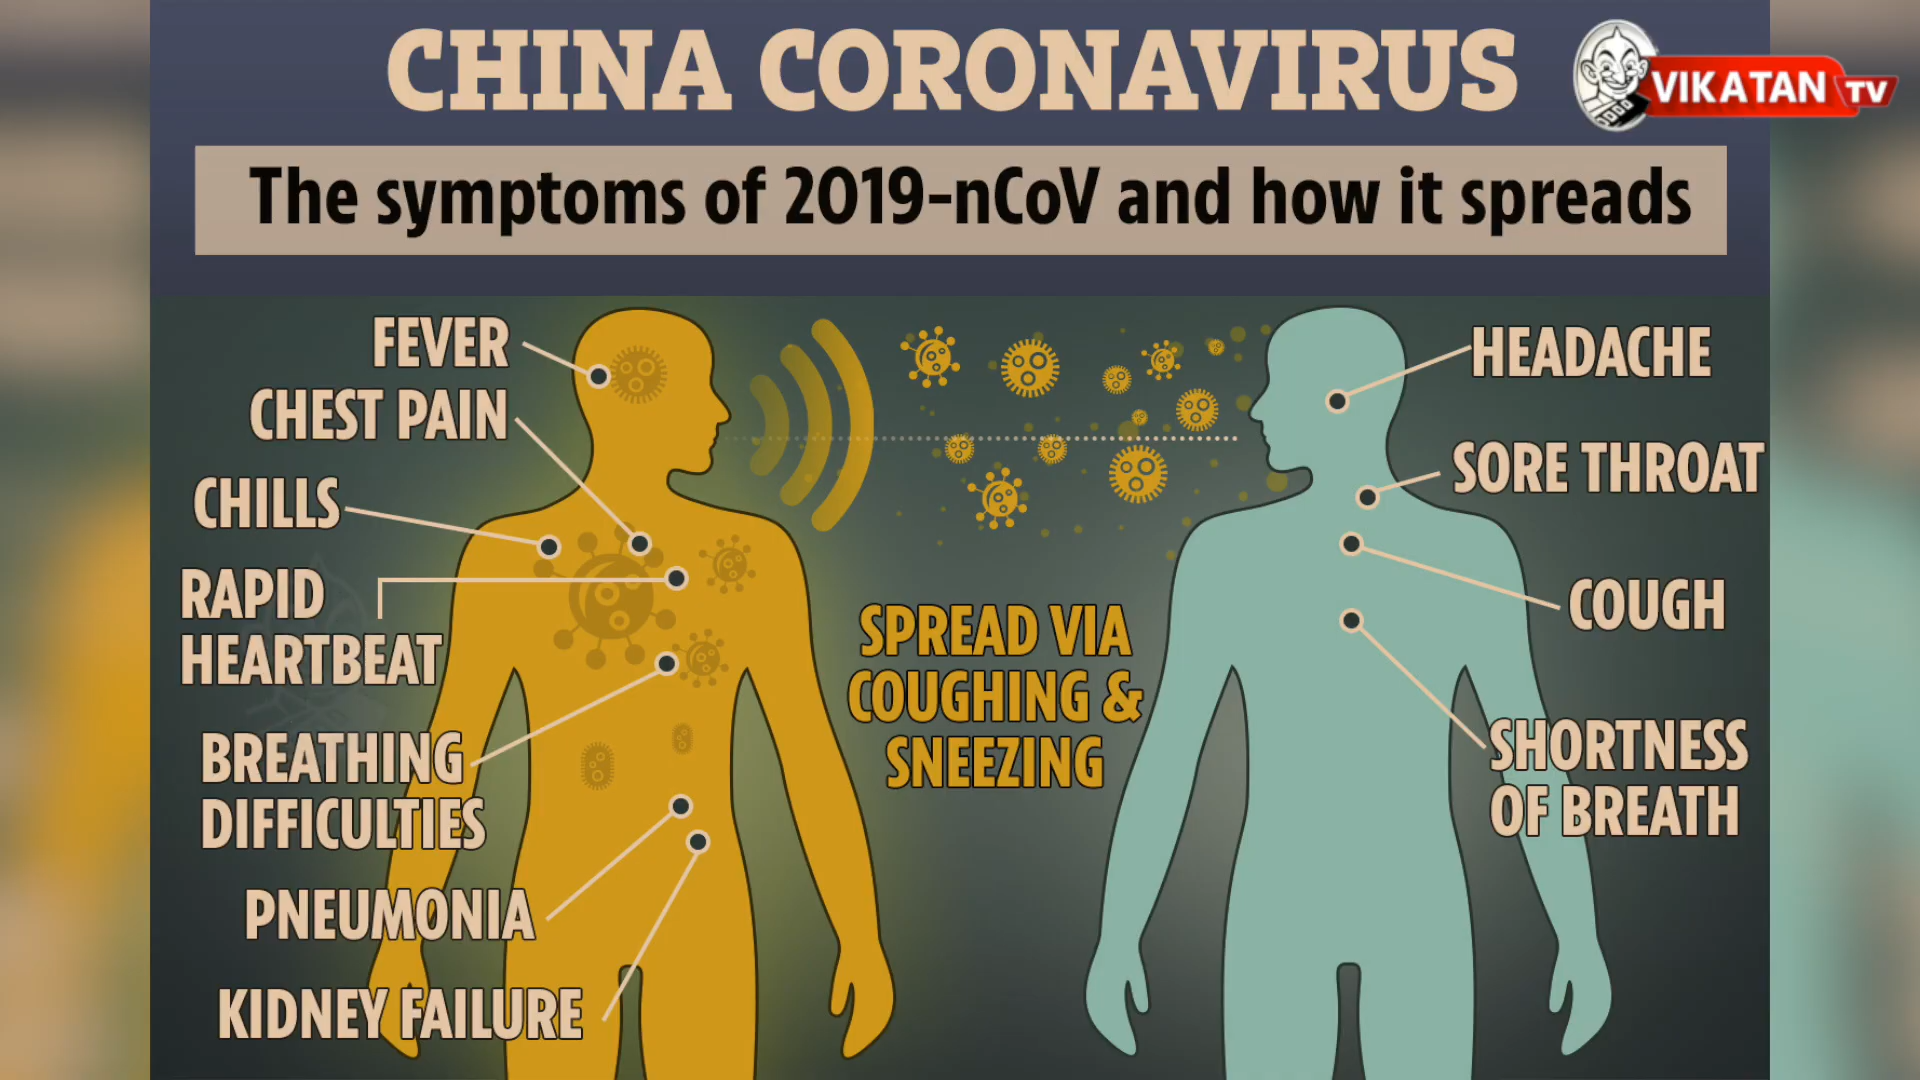 CHINA CORONAVIRUS
VIKATAN TV
The symptoms of 2019-nCoV and how it spreads
FEVER
CHEST PAIN
CHILLS
RAPID
HEARTBEAT
BREATHING
DIFFICULTIES
PNEUMONIA
KIDNEY FAILURE
SPREAD VIA
COUGHING &
SNEEZING
HEADACHE
SORE THROAT
COUGH
SHORTNESS
OF BREATH